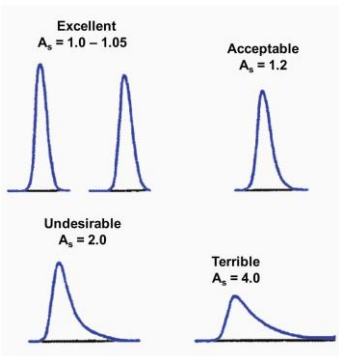 Excellent
Aₛ = 1.0 – 1.05
Acceptable
Aₛ = 1.2
Undesirable
Aₛ = 2.0
Terrible
Aₛ = 4.0